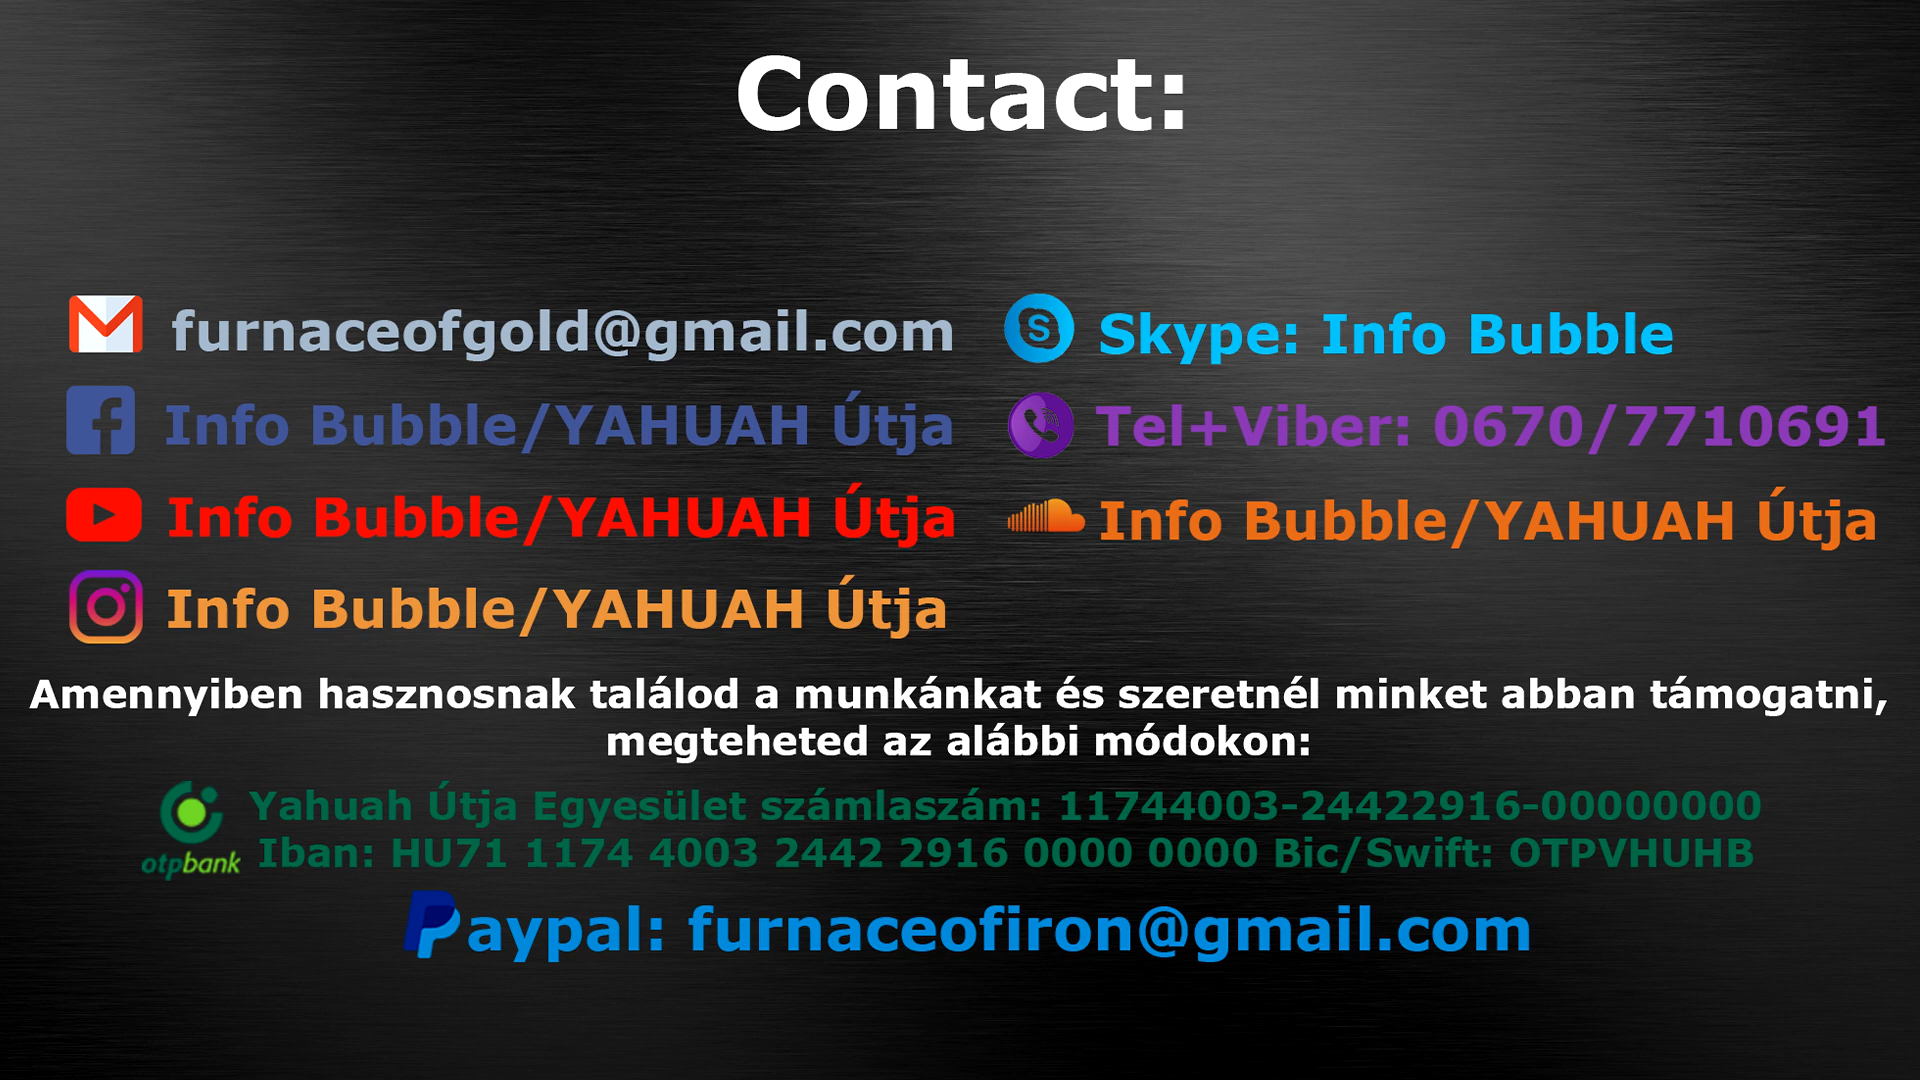 Contact:
furnaceofgold@gmail.com
Info Bubble/YAHUAH Útja
Info Bubble/YAHUAH Útja
Info Bubble/YAHUAH Útja
Skype: Info Bubble
Tel+Viber: 0670/7710691
Info Bubble/YAHUAH Útja
Amennyiben hasznosnak találod a munkánkat és szeretnél minket abban támogatni,
megteheted az alábbi módokon:
Yahuah Útja Egyesület számlaszám: 11744003-24422916-00000000
otpbank Iban: HU71 1174 4003 2442 2916 0000 0000 Bic/Swift: OTPVHUHB
Paypal: furnaceofiron@gmail.com